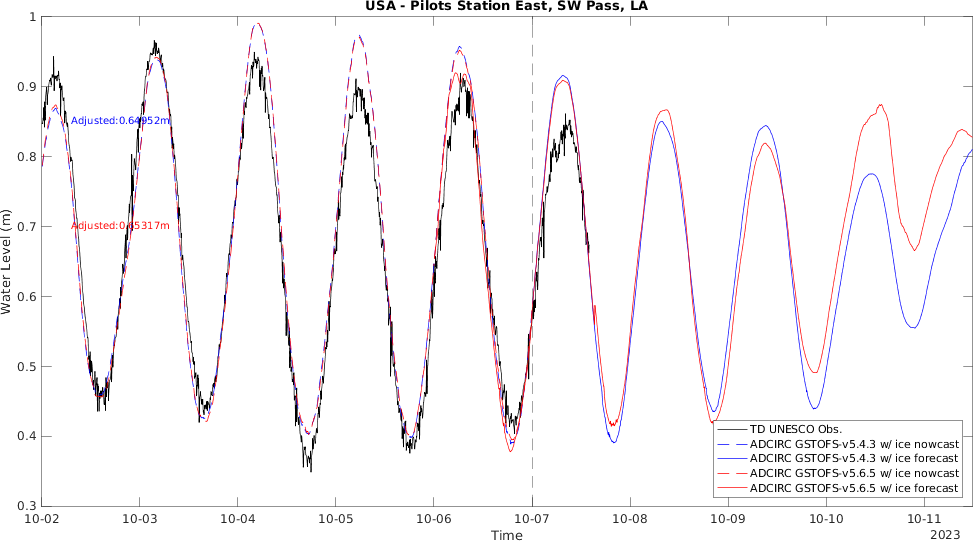 USA - Pilots Station East, SW Pass, LA
1
0.9
Adjusted:0.64952m
0.8
0.7
Adjusted:0.65317m
0.6
0.5
0.4
0.3
Water Level (m)
TD UNESCO Obs.
ADCIRC GSTOFS-v5.4.3 w/ ice nowcast
ADCIRC GSTOFS-v5.4.3 w/ ice forecast
ADCIRC GSTOFS-v5.6.5 w/ ice nowcast
ADCIRC GSTOFS-v5.6.5 w/ ice forecast
10-02 10-03 10-04 10-05 10-06 10-07 10-08 10-09 10-10 10-11
Time
2023